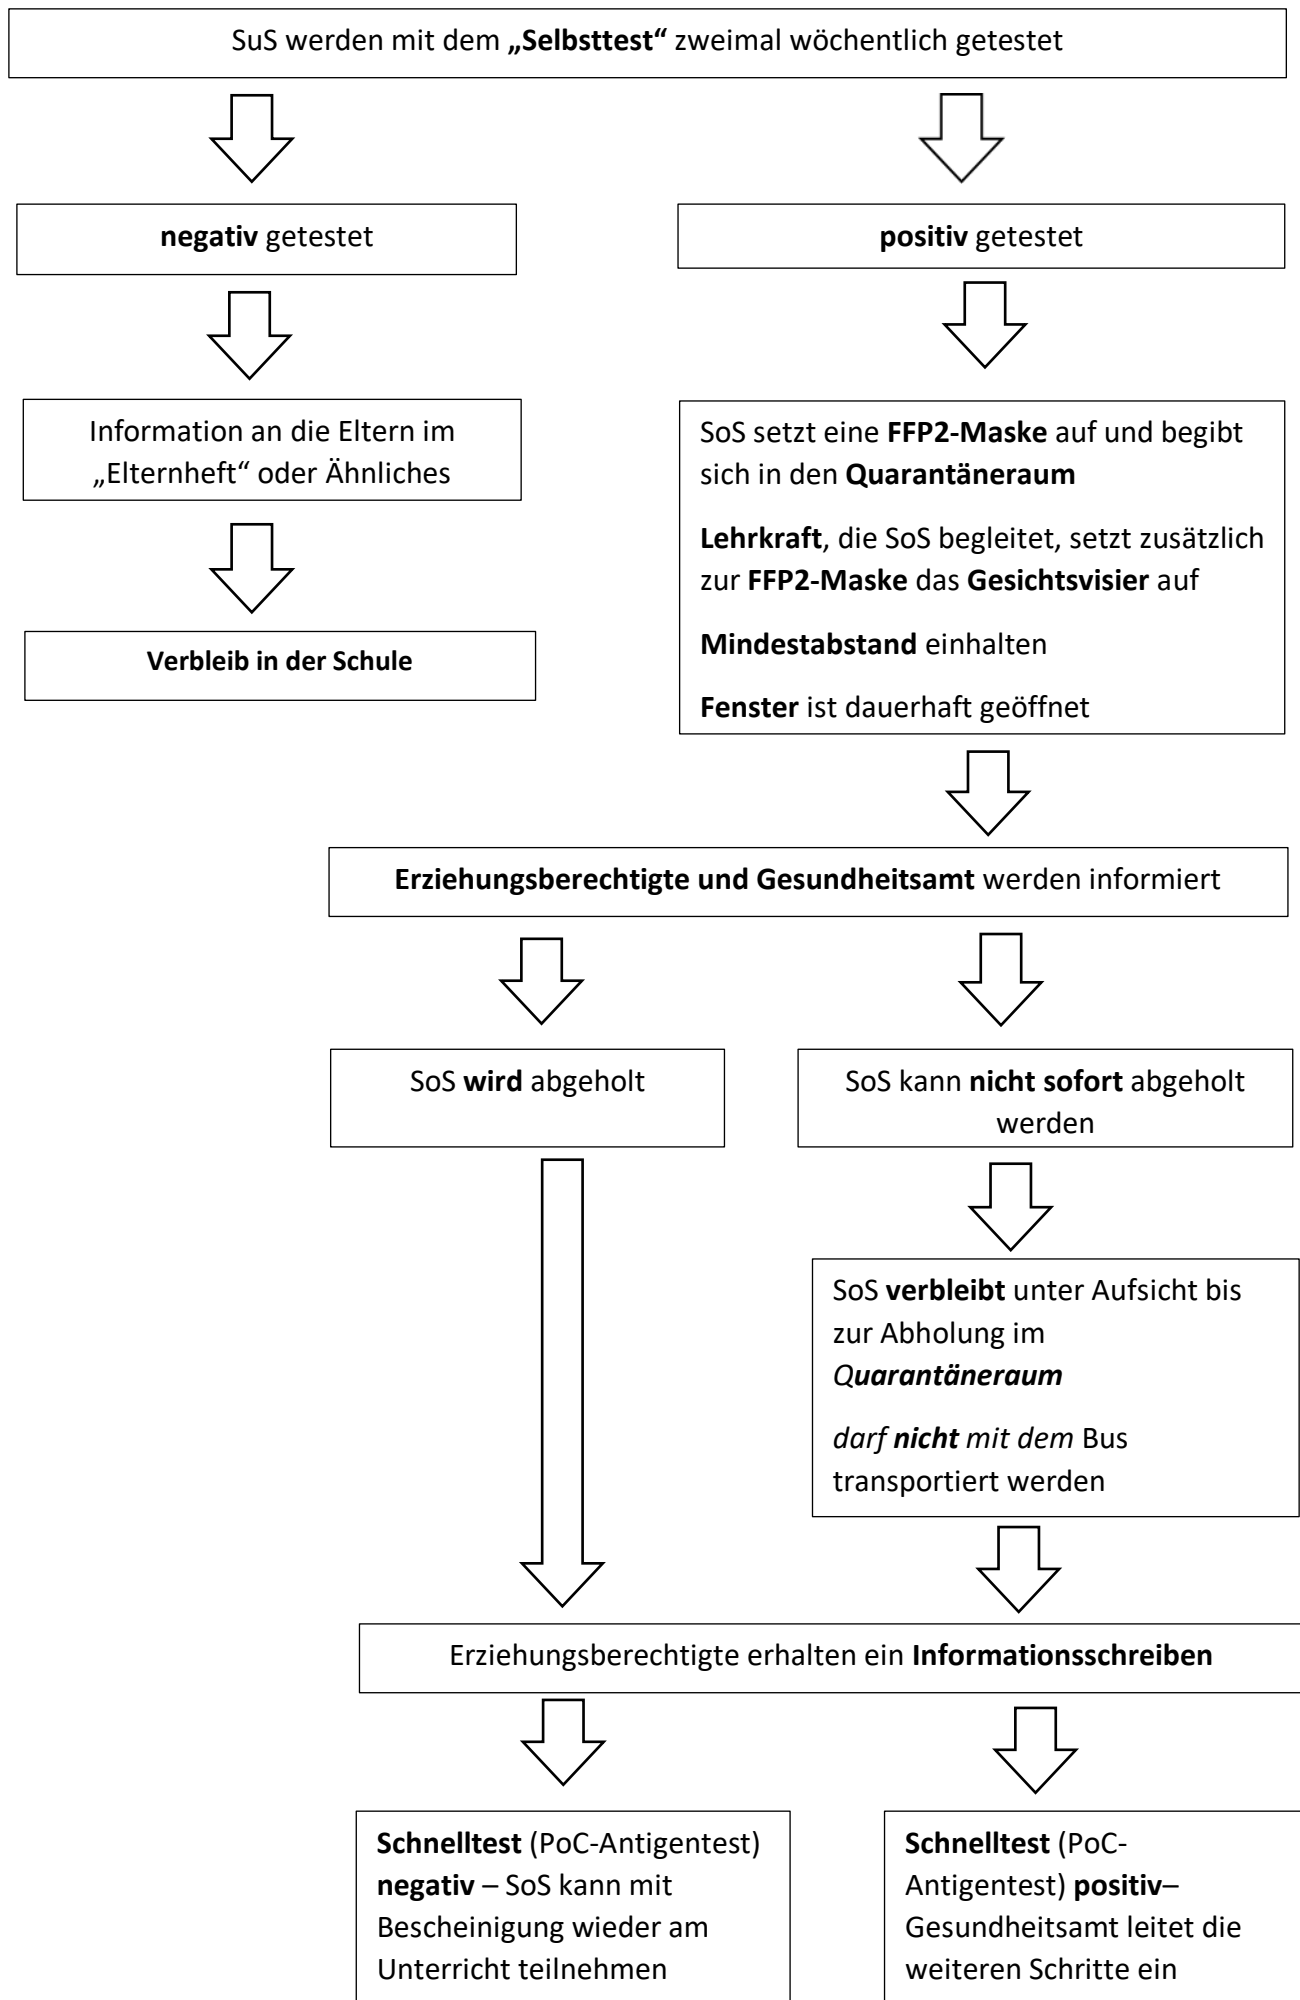 SuS werden mit dem „Selbsttest“ zweimal wöchentlich getestet
negativ getestet
positiv getestet
Information an die Eltern im
„Elternheft“ oder Ähnliches
Verbleib in der Schule
SoS setzt eine FFP2-Maske auf und begibt
sich in den Quarantäneraum
Lehrkraft, die SoS begleitet, setzt zusätzlich
zur FFP2-Maske das Gesichtsvisier auf
Mindestabstand einhalten
Fenster ist dauerhaft geöffnet
Erziehungsberechtigte und Gesundheitsamt werden informiert
SoS wird abgeholt
SoS kann nicht sofort abgeholt
werden
SoS verbleibt unter Aufsicht bis
zur Abholung im
Quarantäneraum
darf nicht mit dem Bus
transportiert werden
Erziehungsberechtigte erhalten ein Informationsschreiben
Schnelltest (PoC-Antigentest)
negativ – SoS kann mit
Bescheinigung wieder am
Unterricht teilnehmen
Schnelltest (PoC-
Antigentest) positiv–
Gesundheitsamt leitet die
weiteren Schritte ein